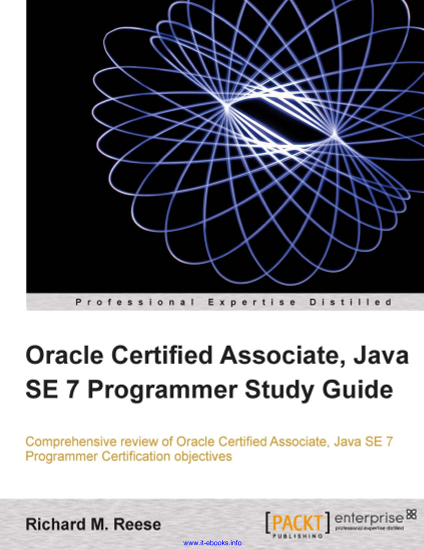 Professional Expertise Distilled
Oracle Certified Associate, Java
SE 7 Programmer Study Guide
Comprehensive review of Oracle Certified Associate, Java SE 7
Programmer Certification objectives
Richard M. Reese
[PACKT]
PUBLISHING
enterprise
professional expertise distilled
www.it-ebooks.info